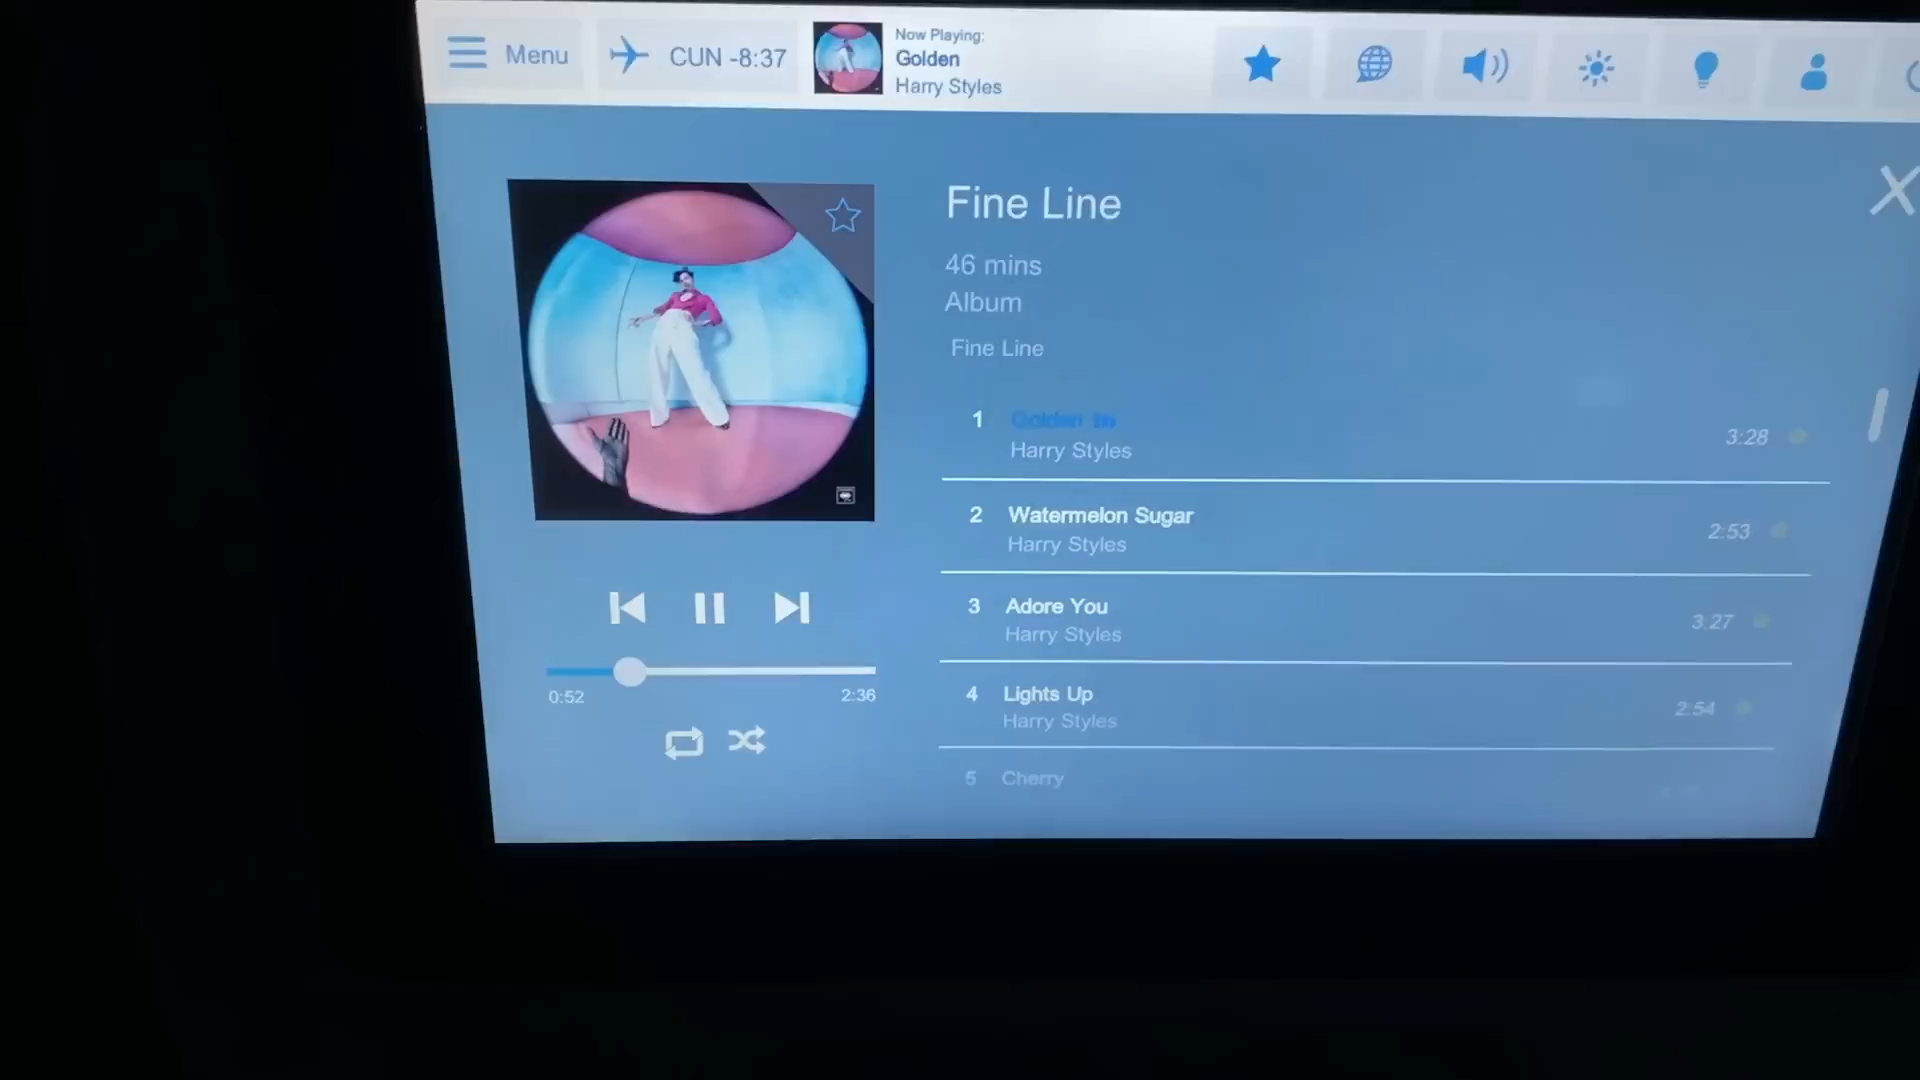 Menu
CUN -8:37
Now Playing:
Golden
Harry Styles
Fine Line
46 mins
Album
Fine Line
1 Golden
Harry Styles
3:28
2 Watermelon Sugar
Harry Styles
2:53
3 Adore You
Harry Styles
3:27
4 Lights Up
Harry Styles
2:54
5 Cherry
0:52
2:36